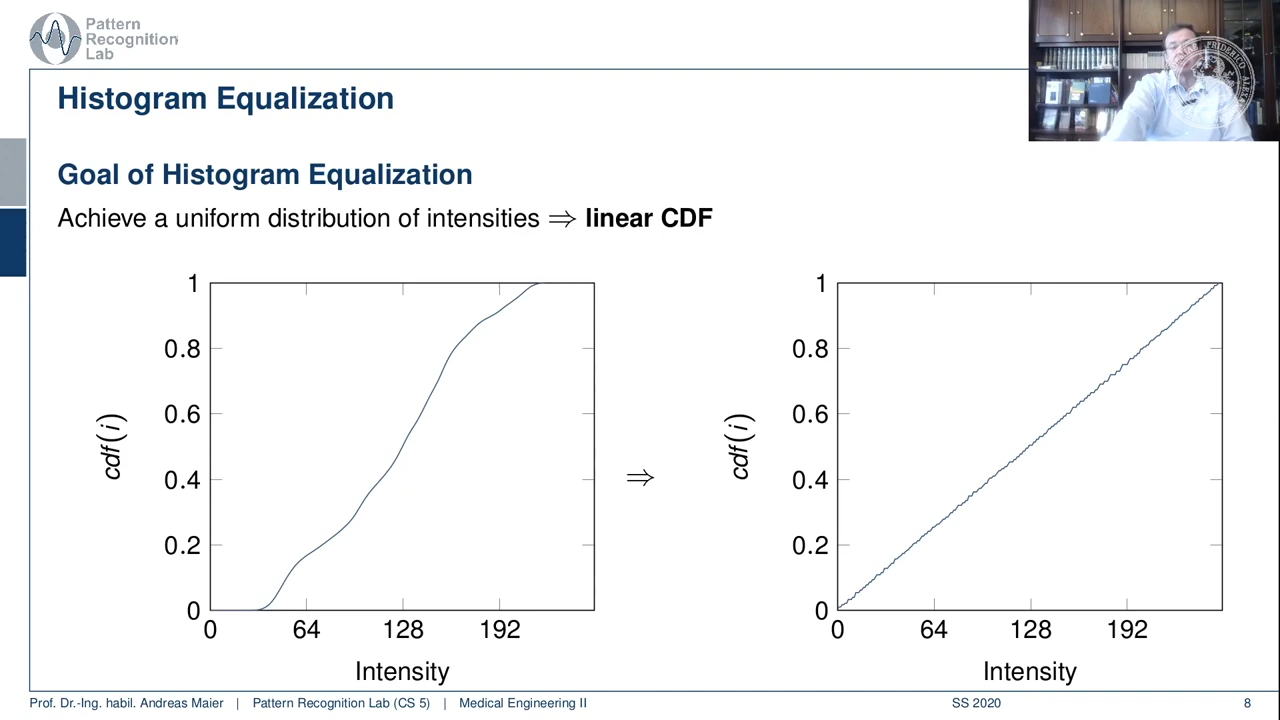 Pattern
Recognition
Lab
Histogram Equalization
Goal of Histogram Equalization
Achieve a uniform distribution of intensities ⇒ linear CDF
1
0.8
0.6
0.4
0.2
0
cdf(i)
0 64 128 192
Intensity
⇒
1
0.8
0.6
0.4
0.2
0
cdf(i)
0 64 128 192
Intensity
Prof. Dr.-Ing. habil. Andreas Maier | Pattern Recognition Lab (CS 5) | Medical Engineering II
SS 2020
8